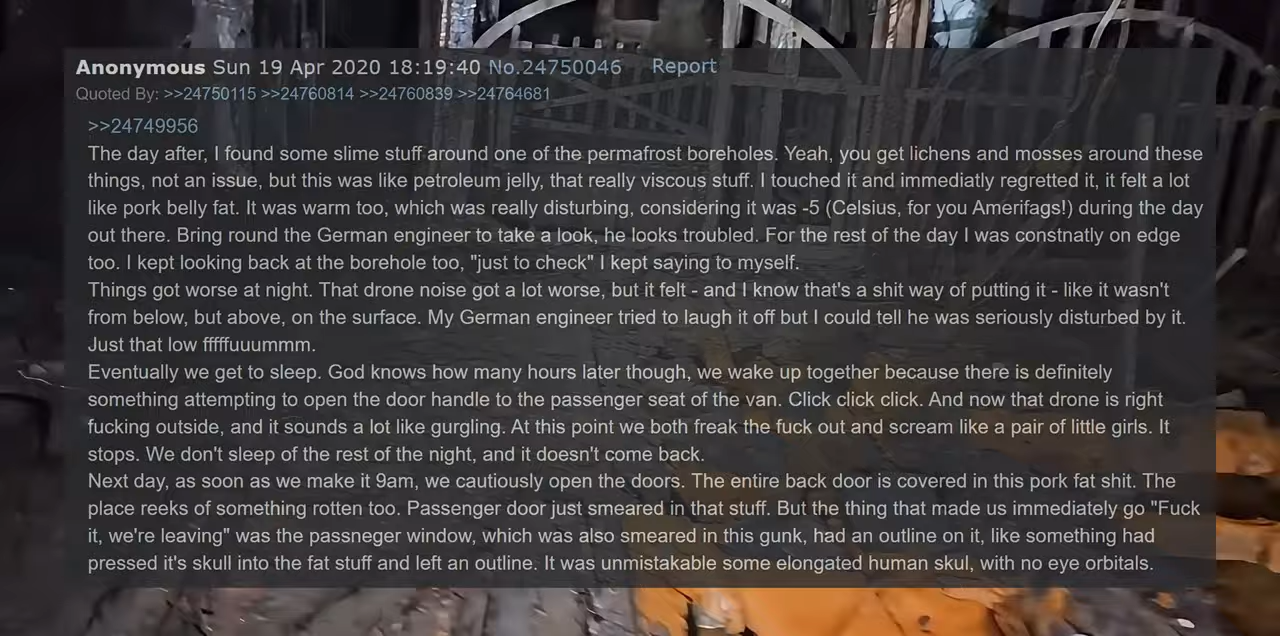 Anonymous Sun 19 Apr 2020 18:19:40 No.24750046 Report
Quoted By: >>24750115 >>24760814 >>24760839 >>24764681
>>24749956
The day after, I found some slime stuff around one of the permafrost boreholes. Yeah, you get lichens and mosses around these
things, not an issue, but this was like petroleum jelly, that really viscous stuff. I touched it and immediatly regretted it, it felt a lot
like pork belly fat. It was warm too, which was really disturbing, considering it was -5 (Celsius, for you Amerifags!) during the day
out there. Bring round the German engineer to take a look, he looks troubled. For the rest of the day I was constnatly on edge
too. I kept looking back at the borehole too, "just to check" I kept saying to myself.
Things got worse at night. That drone noise got a lot worse, but it felt - and I know that's a shit way of putting it - like it wasn't
from below, but above, on the surface. My German engineer tried to laugh it off but I could tell he was seriously disturbed by it.
Just that low fffffuuummm.
Eventually we get to sleep. God knows how many hours later though, we wake up together because there is definitely
something attempting to open the door handle to the passenger seat of the van. Click click click. And now that drone is right
fucking outside, and it sounds a lot like gurgling. At this point we both freak the fuck out and scream like a pair of little girls. It
stops. We don't sleep of the rest of the night, and it doesn't come back.
Next day, as soon as we make it 9am, we cautiously open the doors. The entire back door is covered in this pork fat shit. The
place reeks of something rotten too. Passenger door just smeared in that stuff. But the thing that made us immediately go "Fuck
it, we're leaving" was the passneger window, which was also smeared in this gunk, had an outline on it, like something had
pressed it's skull into the fat stuff and left an outline. It was unmistakable some elongated human skul, with no eye orbitals.